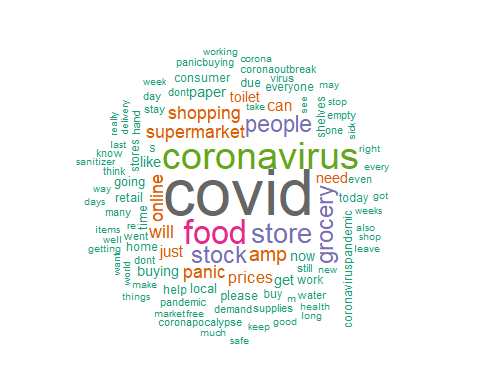 working
panicbuying corona
consumer coronaoutbreak
week virus
day dont paper due everyone
toilet may
stay shopping take can see stop
really delivery hand supermarket people shelves empty
one sick
stores s
know like coronavirus right
sanitizer think need even every
going covid
way retail online grocery today got
days many time will food store weeks
items re: went also
well home just stock amp now shop
getting dont leave
want world buying panic prices get still new
make help local please buy work
things pandemic m water
marketfree demand supplies health
coronapocalypse keep good long
much safe
coronaviruspandemic